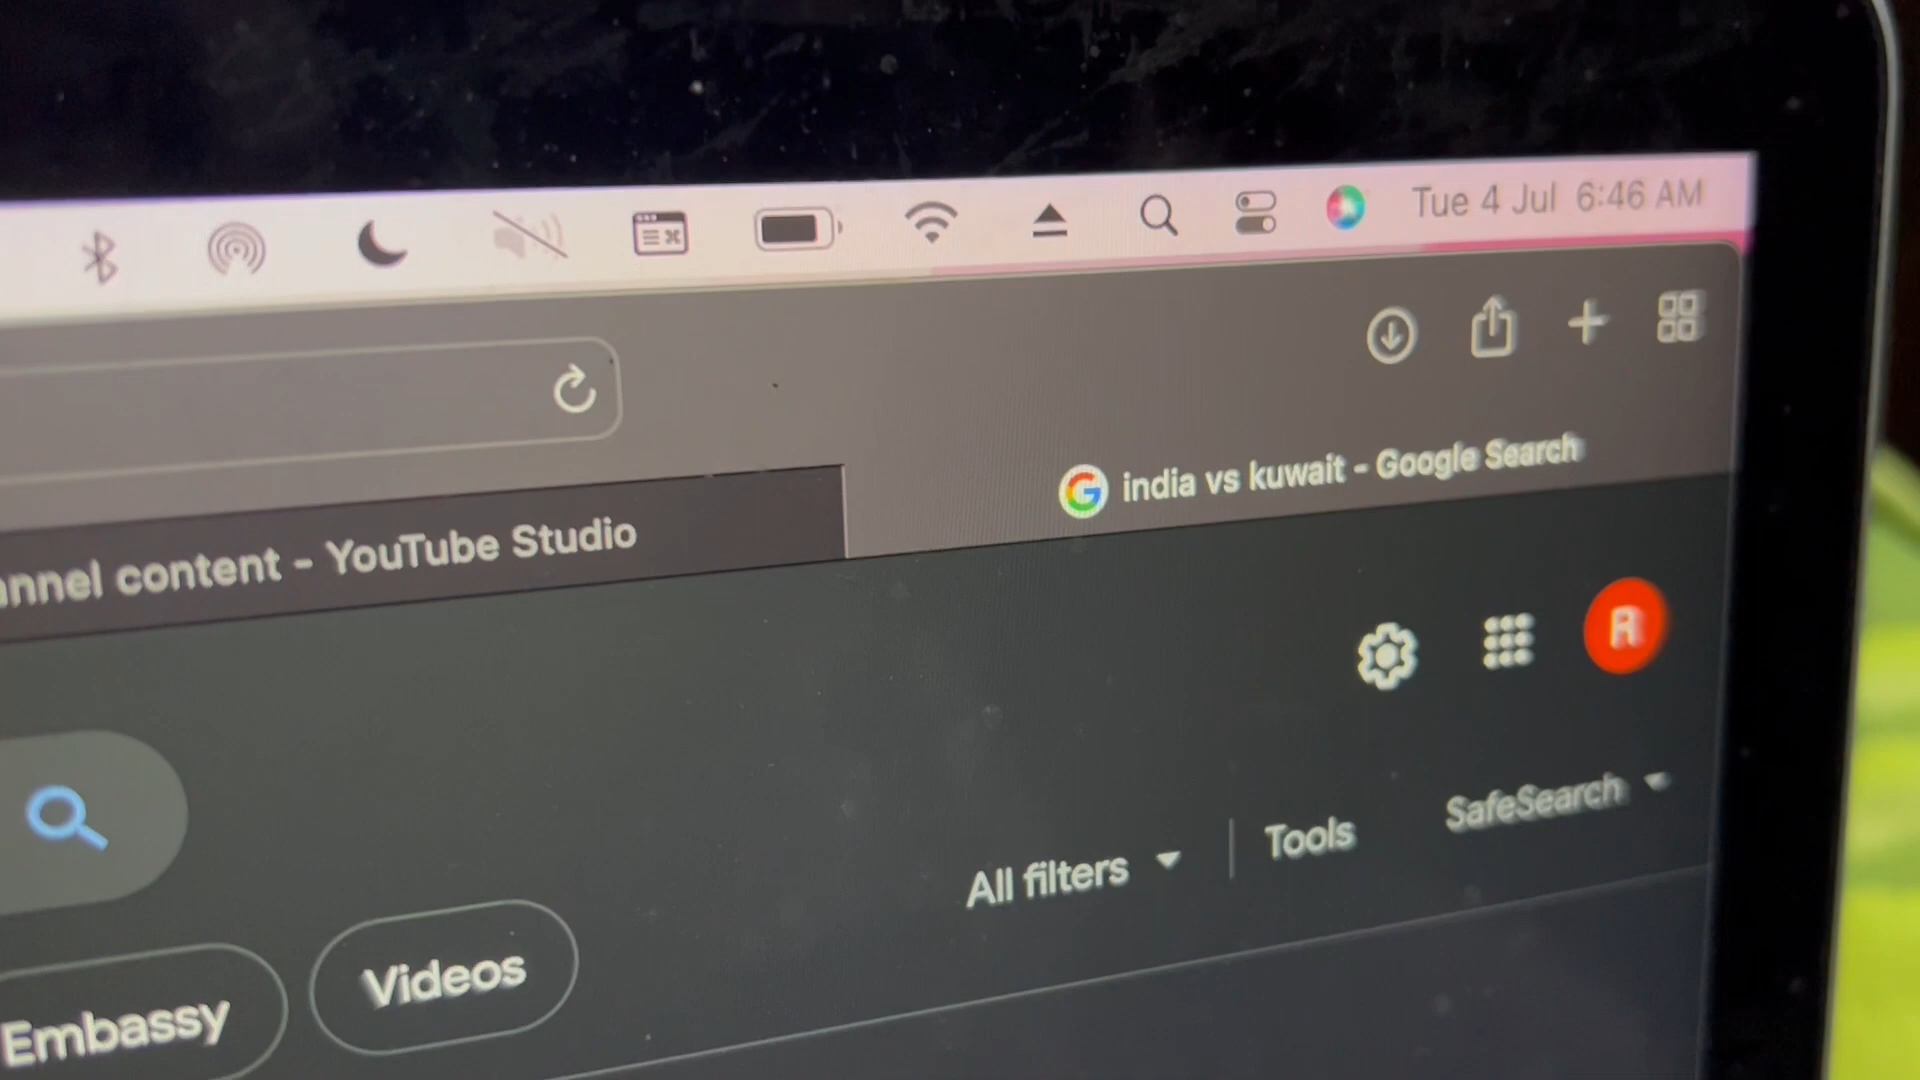 Tue 4 Jul 6:46 AM
annel content - YouTube Studio
india vs kuwait - Google Search
R
All filters
Tools
SafeSearch
Embassy
Videos